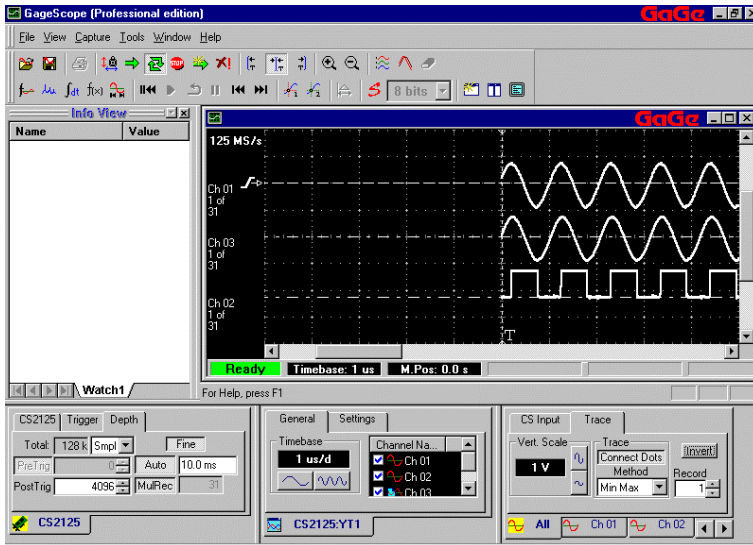 GageScope (Professional edition)
GaGe
File View Capture Tools Window Help
8 bits
Info View
Name Value
Watch1
GaGe
125 MS/s
Ch 01
1 of
31
Ch 03
1 of
31
Ch 02
1 of
31
T
Ready Timebase: 1 us M.Pos: 0.0 s
For Help, press F1
CS2125 Trigger Depth
Total: 128 k Smpl Fine
PreTrig 0 Auto 10.0 ms
PostTrig 4096 MulRec 31
CS2125
General Settings
Timebase
1 us/d
Channel Na...
Ch 01
Ch 02
Ch 03
CS2125:YT1
CS Input Trace
Vert. Scale
1 V
Trace
Connect Dots
Method
Min Max
(Invert)
Record
1
All Ch 01 Ch 02